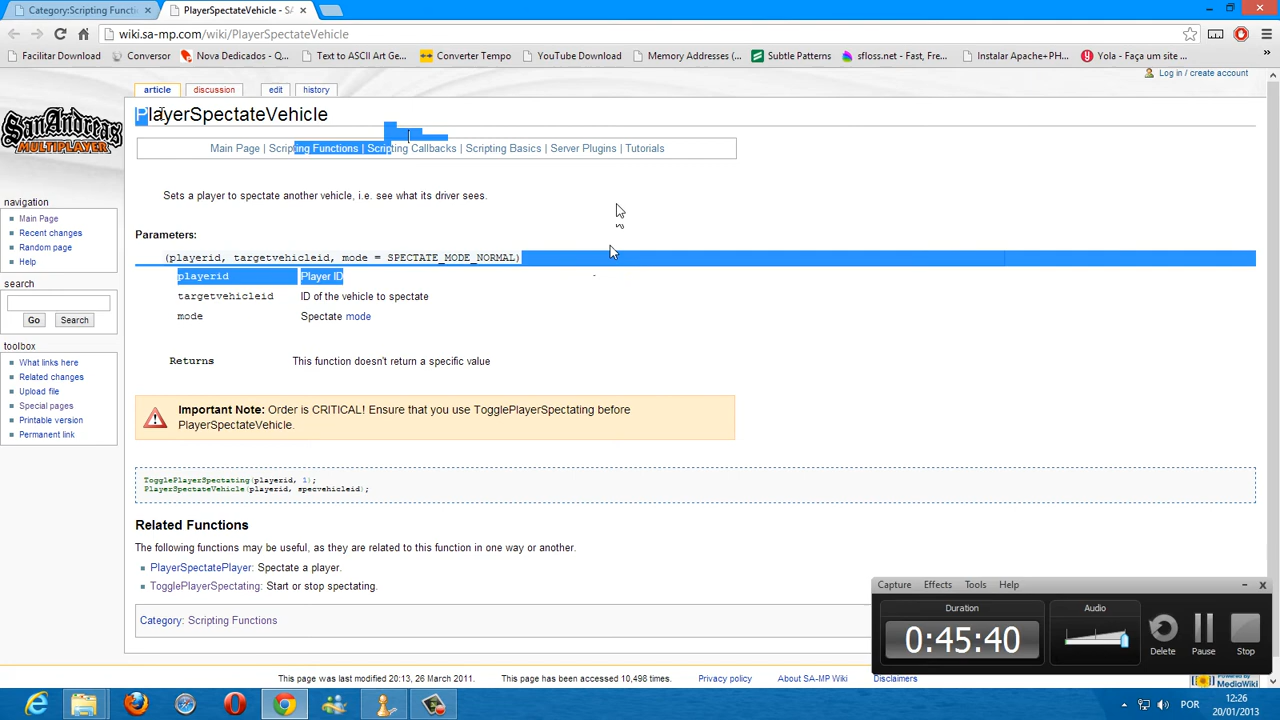 Category:Scripting Functi
PlayerSpectateVehicle - SA
wiki.sa-mp.com/wiki/PlayerSpectateVehicle
Facilitar Download
Conversor
Nova Dedicados - Q...
Text to ASCII Art Ge...
Converter Tempo
YouTube Download
Memory Addresses (...
Subtle Patterns
sfloss.net - Fast, Fre...
Instalar Apache+PH...
Yola - Faça um site ...
Log in / create account
article
discussion
edit
history
San Andreas
MULTIPLAYER
PlayerSpectateVehicle
Main Page | Scripting Functions | Scripting Callbacks | Scripting Basics | Server Plugins | Tutorials
navigation
Main Page
Recent changes
Random page
Help
search
Go
Search
toolbox
What links here
Related changes
Upload file
Special pages
Printable version
Permanent link
Sets a player to spectate another vehicle, i.e. see what its driver sees.
Parameters:
(playerid, targetvehicleid, mode = SPECTATE_MODE_NORMAL)
playerid Player ID
targetvehicleid ID of the vehicle to spectate
mode Spectate mode
Returns This function doesn't return a specific value
Important Note: Order is CRITICAL! Ensure that you use TogglePlayerSpectating before
PlayerSpectateVehicle.
TogglePlayerSpectating(playerid, 1);
PlayerSpectateVehicle(playerid, specvehicleid);
Related Functions
The following functions may be useful, as they are related to this function in one way or another.
PlayerSpectatePlayer: Spectate a player.
TogglePlayerSpectating: Start or stop spectating.
Category: Scripting Functions
This page was last modified 20:13, 26 March 2011.
This page has been accessed 10,498 times.
Privacy policy
About SA-MP Wiki
Disclaimers
Powered by
MediaWiki
Capture
Effects
Tools
Help
Duration
0:45:40
Audio
Delete
Pause
Stop
POR
12:26
20/01/2013